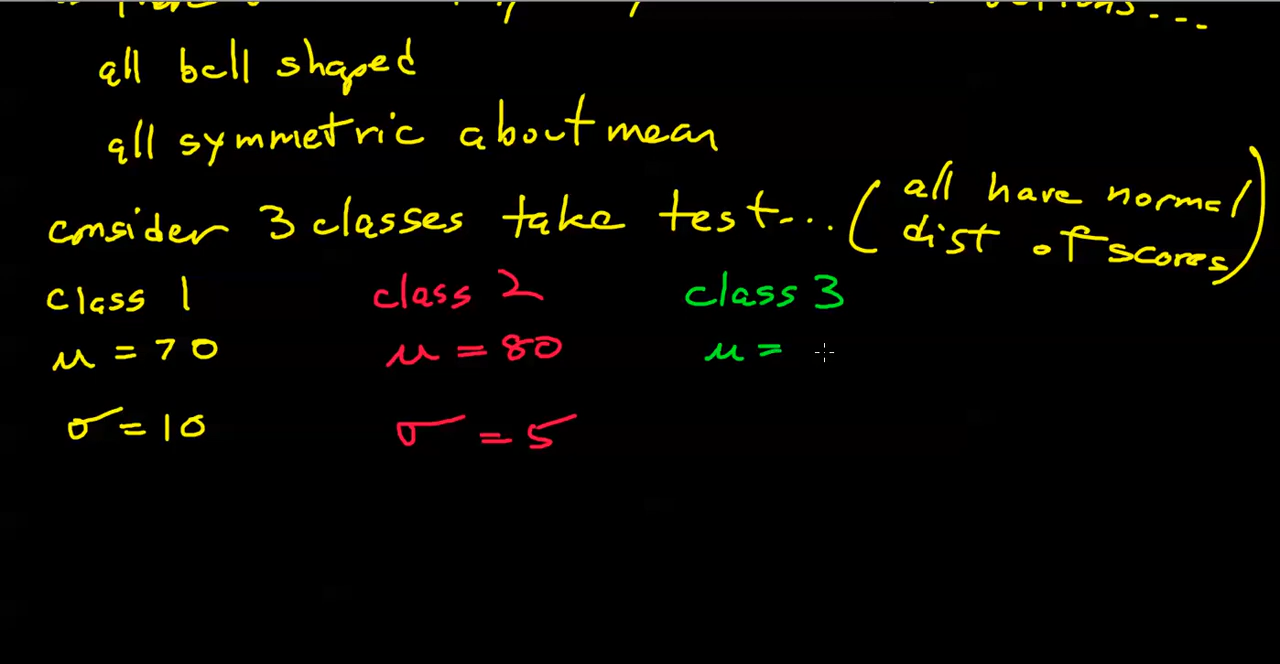 all bell shaped
all symmetric about mean
consider 3 classes take test... (all have normal
dist of scores)
class 1 class 2 class 3
μ = 70 μ = 80 μ =
σ = 10 σ = 5